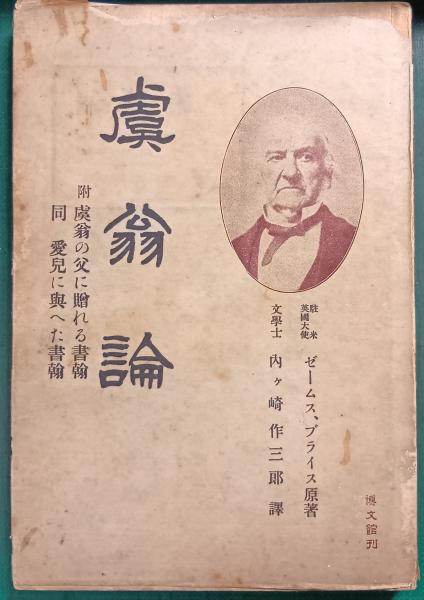 駐米
英國大使
ゼームス、ブライス原著
文學士 內ヶ崎作三郎譯
博文館刊
虞翁論
附 虞翁の父に贈れる書翰
同 愛兒に與へた書翰